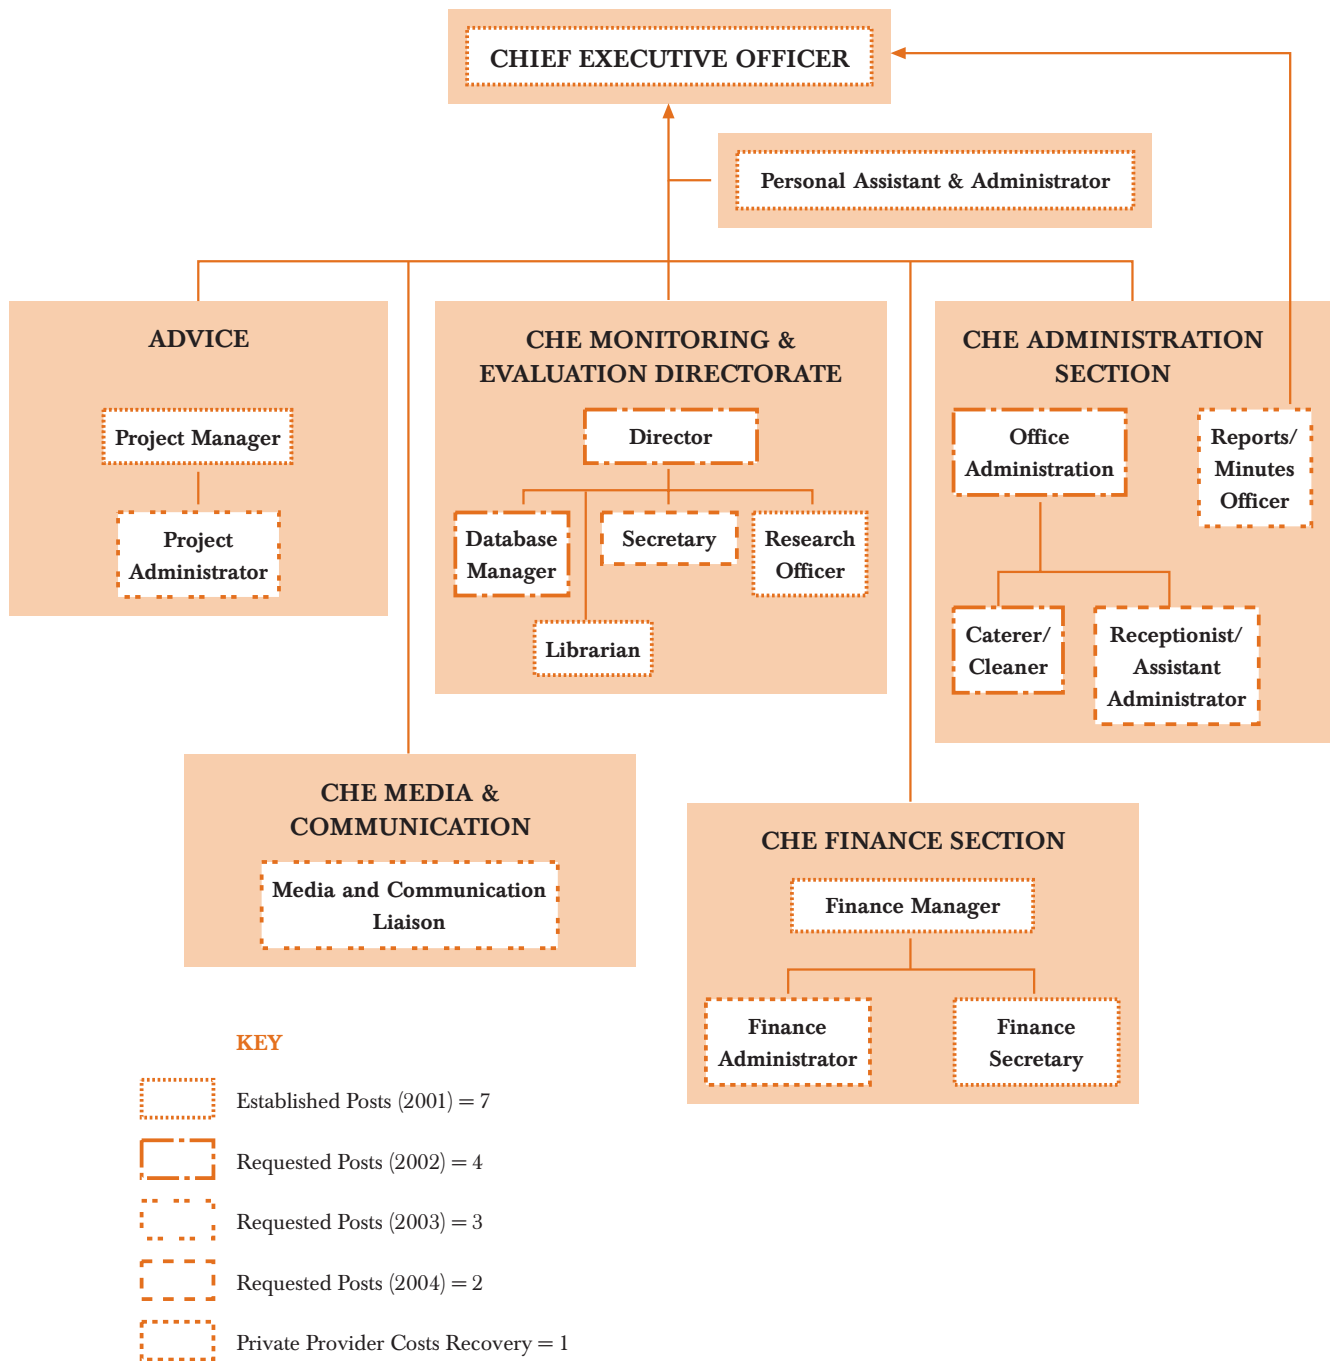 CHIEF EXECUTIVE OFFICER
Personal Assistant & Administrator
ADVICE
Project Manager
Project
Administrator
CHE MONITORING &
EVALUATION DIRECTORATE
Director
Database
Manager
Secretary
Research
Officer
Librarian
CHE ADMINISTRATION
SECTION
Office
Administration
Reports/
Minutes
Officer
Caterer/
Cleaner
Receptionist/
Assistant
Administrator
CHE MEDIA &
COMMUNICATION
Media and Communication
Liaison
CHE FINANCE SECTION
Finance Manager
Finance
Administrator
Finance
Secretary
KEY
Established Posts (2001) = 7
Requested Posts (2002) = 4
Requested Posts (2003) = 3
Requested Posts (2004) = 2
Private Provider Costs Recovery = 1